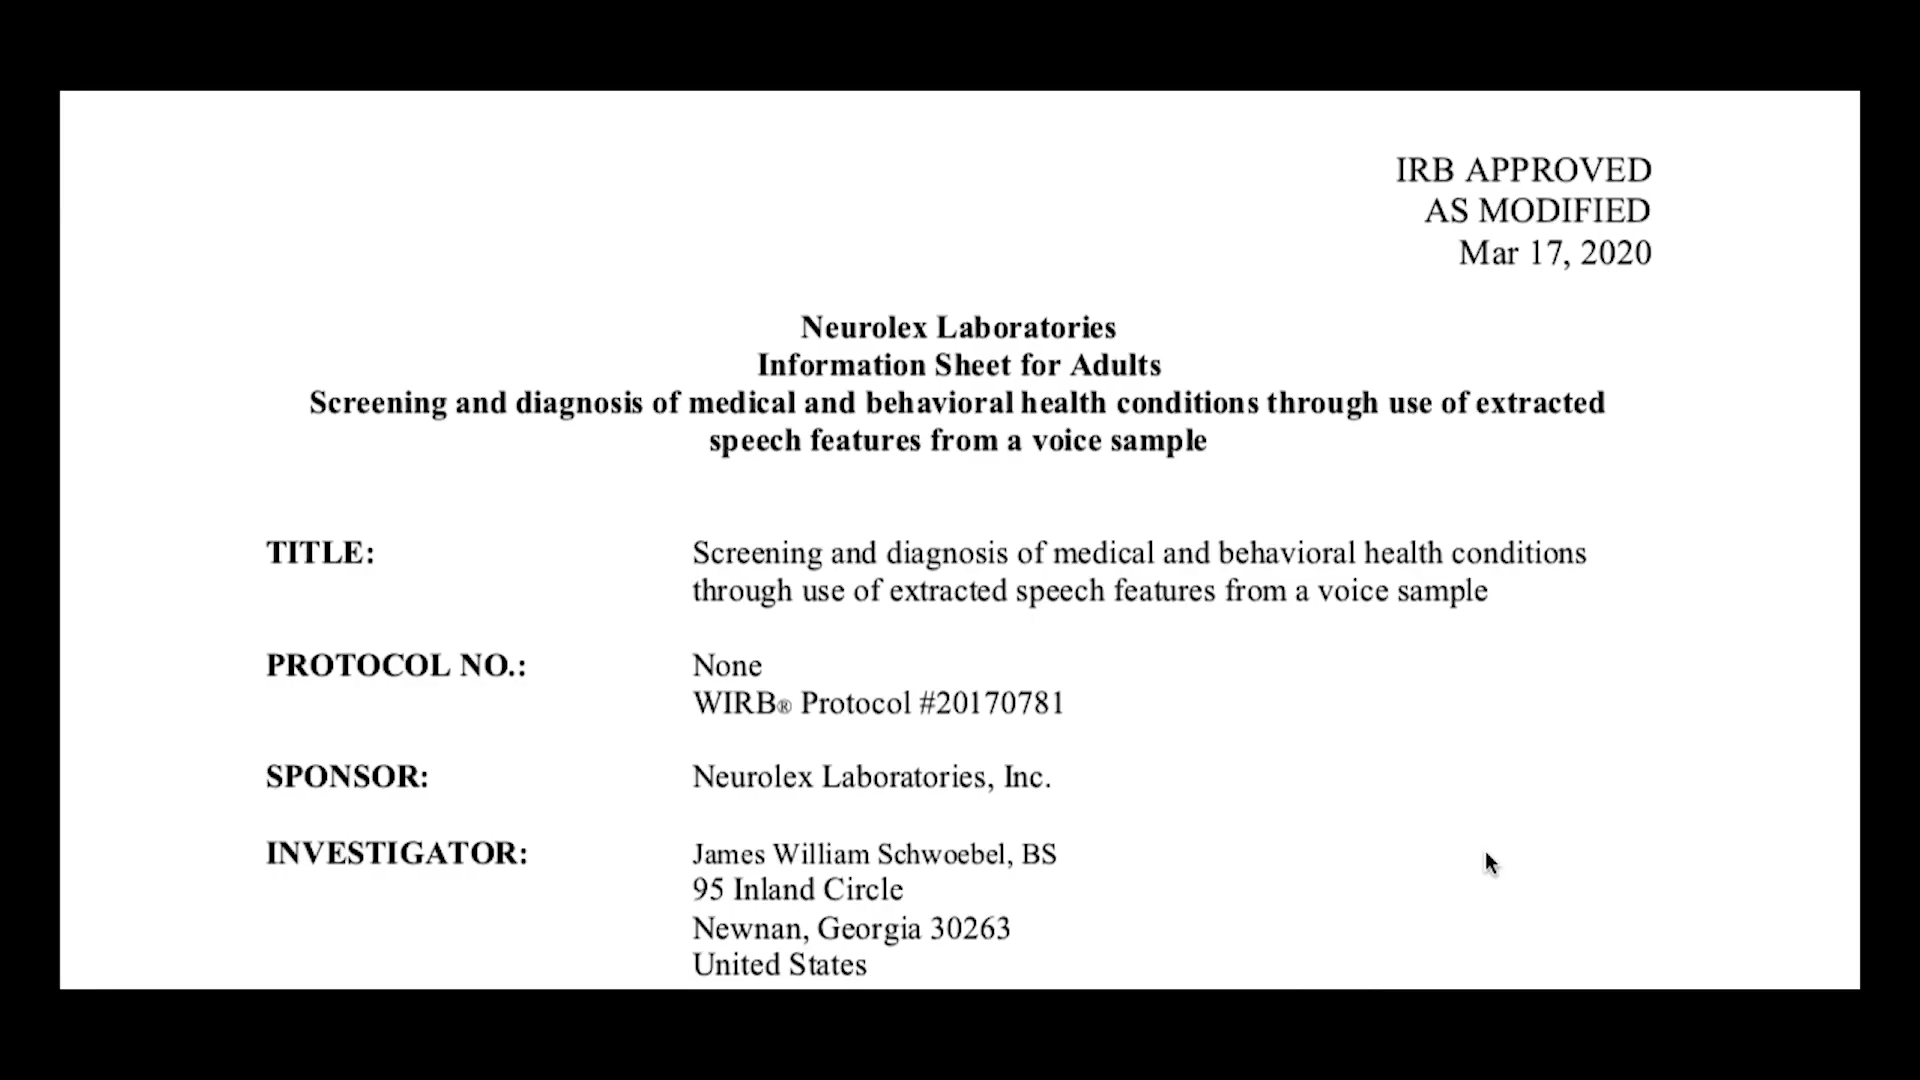 IRB APPROVED
AS MODIFIED
Mar 17, 2020
Neurolex Laboratories
Information Sheet for Adults
Screening and diagnosis of medical and behavioral health conditions through use of extracted
speech features from a voice sample
TITLE: Screening and diagnosis of medical and behavioral health conditions
through use of extracted speech features from a voice sample
PROTOCOL NO.: None
WIRB® Protocol #20170781
SPONSOR: Neurolex Laboratories, Inc.
INVESTIGATOR: James William Schwoebel, BS
95 Inland Circle
Newnan, Georgia 30263
United States